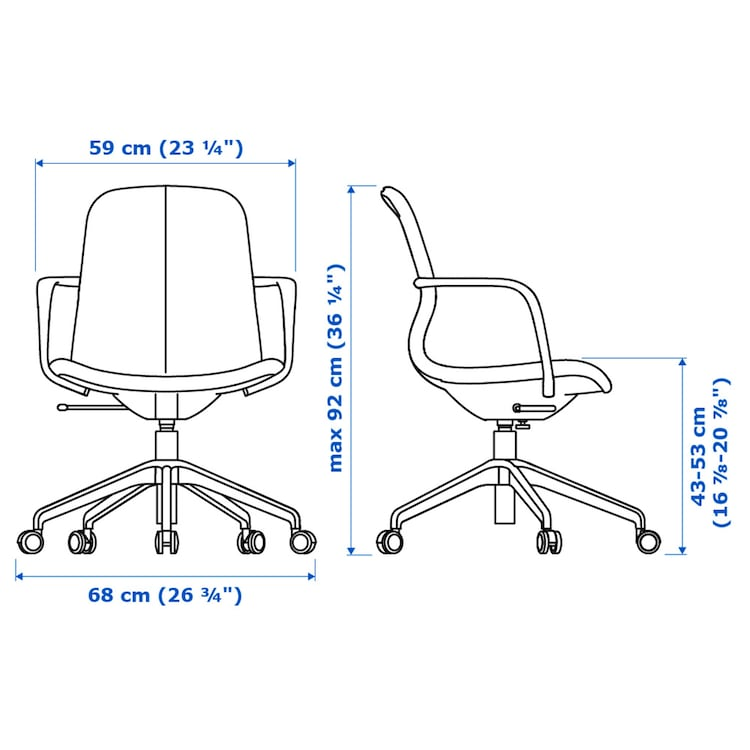 59 cm (23 ¼")
max 92 cm (36 ¼")
43-53 cm
(16 ⅞-20 ⅞")
68 cm (26 ¾")